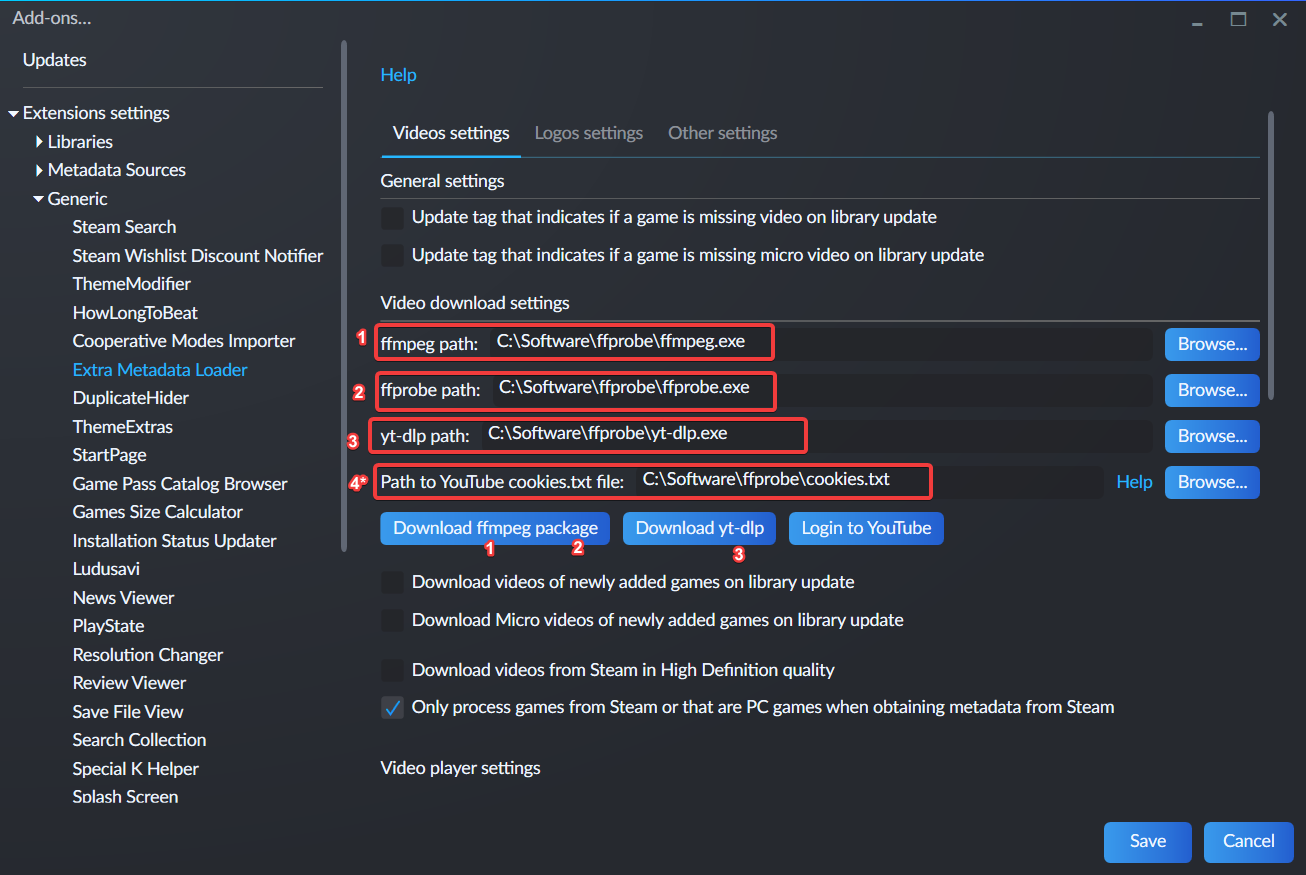 Add-ons...
Updates
Extensions settings
Libraries
Metadata Sources
Generic
Steam Search
Steam Wishlist Discount Notifier
ThemeModifier
HowLongToBeat
Cooperative Modes Importer
Extra Metadata Loader
DuplicateHider
ThemeExtras
StartPage
Game Pass Catalog Browser
Games Size Calculator
Installation Status Updater
Ludusavi
News Viewer
PlayState
Resolution Changer
Review Viewer
Save File View
Search Collection
Special K Helper
Splash Screen
Help
Videos settings Logos settings Other settings
General settings
Update tag that indicates if a game is missing video on library update
Update tag that indicates if a game is missing micro video on library update
Video download settings
1 ffmpeg path: C:\Software\ffprobe\ffmpeg.exe Browse...
2 ffprobe path: C:\Software\ffprobe\ffprobe.exe Browse...
3 yt-dlp path: C:\Software\ffprobe\yt-dlp.exe Browse...
4* Path to YouTube cookies.txt file: C:\Software\ffprobe\cookies.txt Help Browse...
Download ffmpeg package Download yt-dlp Login to YouTube
1 2 3
Download videos of newly added games on library update
Download Micro videos of newly added games on library update
Download videos from Steam in High Definition quality
Only process games from Steam or that are PC games when obtaining metadata from Steam
Video player settings
Save Cancel